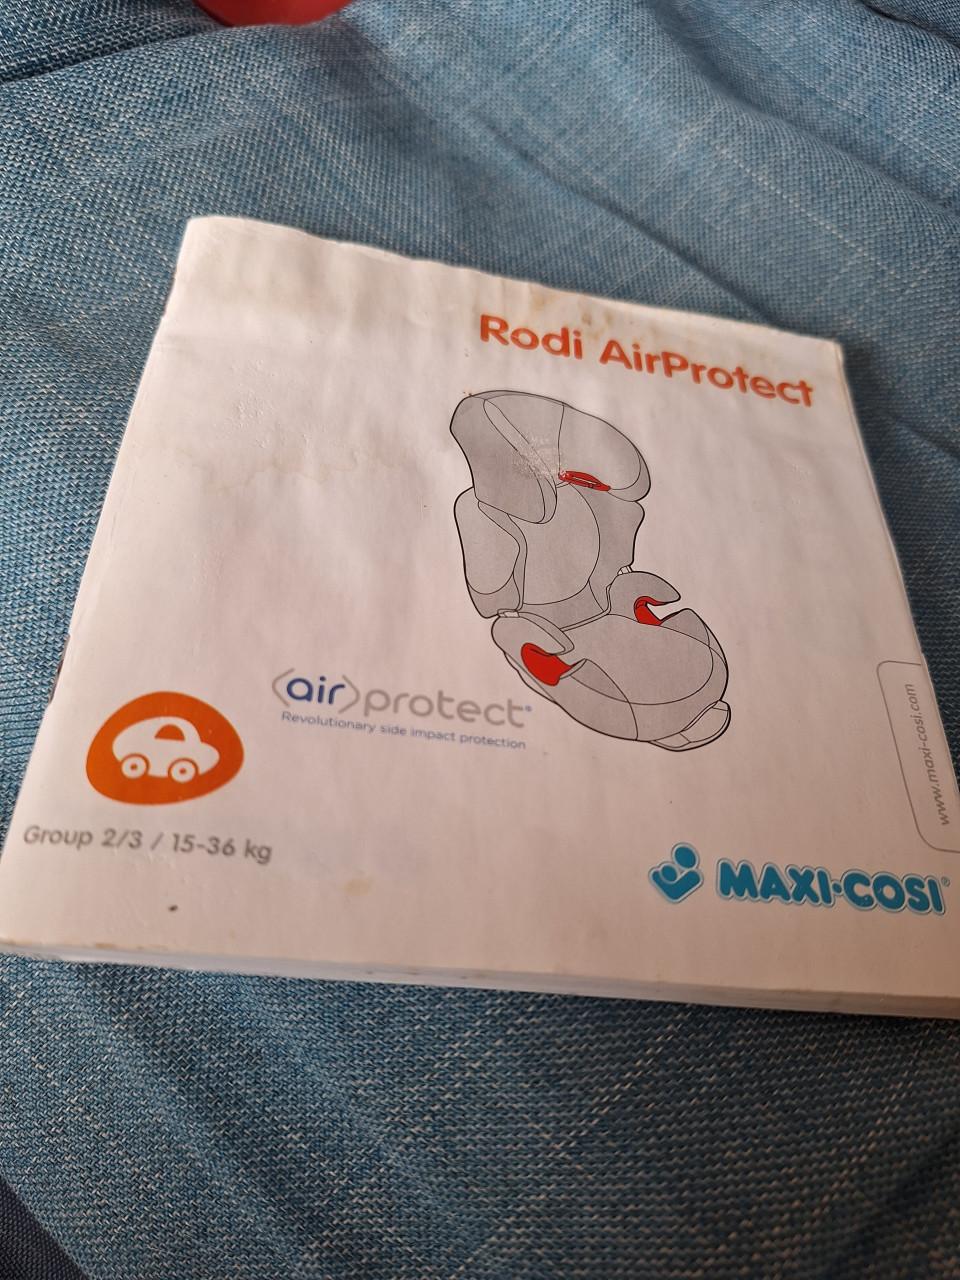 Rodi AirProtect
<air>protect®
Revolutionary side impact protection
www.maxi-cosi.com
Group 2/3 / 15-36 kg
MAXI-COSI®